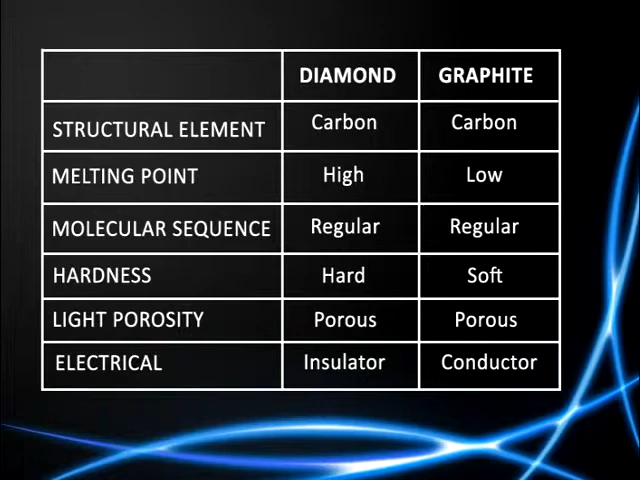 DIAMOND GRAPHITE
STRUCTURAL ELEMENT Carbon Carbon
MELTING POINT High Low
MOLECULAR SEQUENCE Regular Regular
HARDNESS Hard Soft
LIGHT POROSITY Porous Porous
ELECTRICAL Insulator Conductor